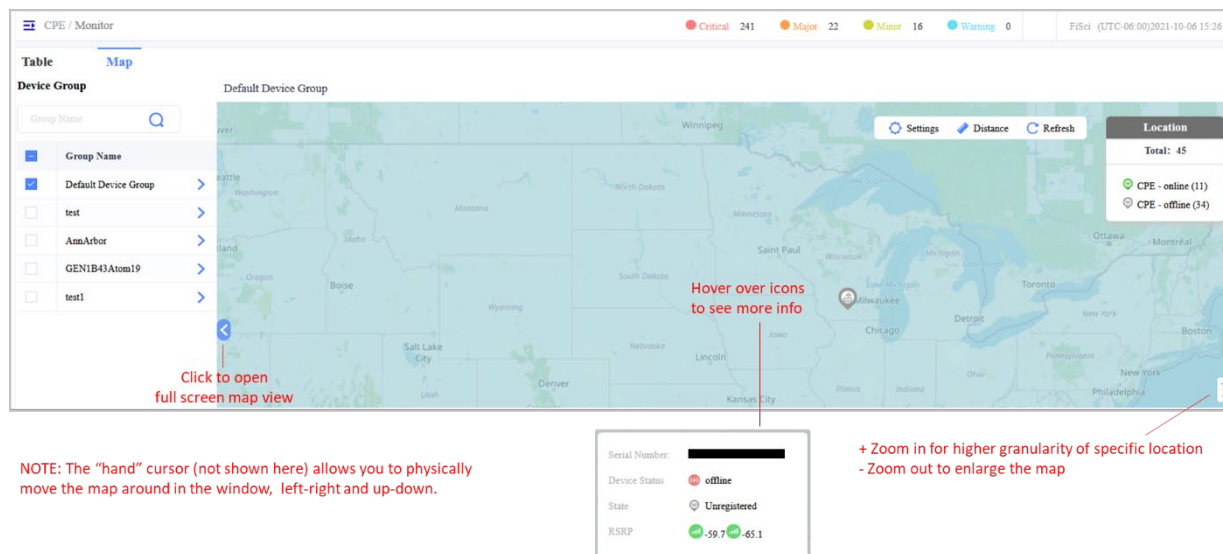 CPE / Monitor
Critical 241 Major 22 Minor 16 Warning 0
FiSci (UTC-06:00)2021-10-06 15:26
Table Map
Device Group
Default Device Group
Group Name
Settings Distance Refresh
Location
Total: 45
CPE - online (11)
CPE - offline (34)
Group Name
Default Device Group
test
AnnArbor
GEN1B43Atom19
test1
Winnipeg
Washington
Montana
North Dakota
Minnesota
Lake Superior
Ottawa
Montréal
Idaho
Saint Paul
Wisconsin
Michigan
Oregon
Boise
South Dakota
Toronto
Wyoming
Milwaukee
Lake Michigan
Detroit
New York
Boston
Chicago
Iowa
Salt Lake
City
Nebraska
Lincoln
Pennsylvania
Utah
Denver
Kansas City
Illinois
Indiana
Ohio
New York
Philadelphia
Hover over icons
to see more info
Click to open
full screen map view
NOTE: The “hand” cursor (not shown here) allows you to physically
move the map around in the window, left-right and up-down.
+ Zoom in for higher granularity of specific location
- Zoom out to enlarge the map
Serial Number:
Device Status offline
State Unregistered
RSRP -59.7 -65.1